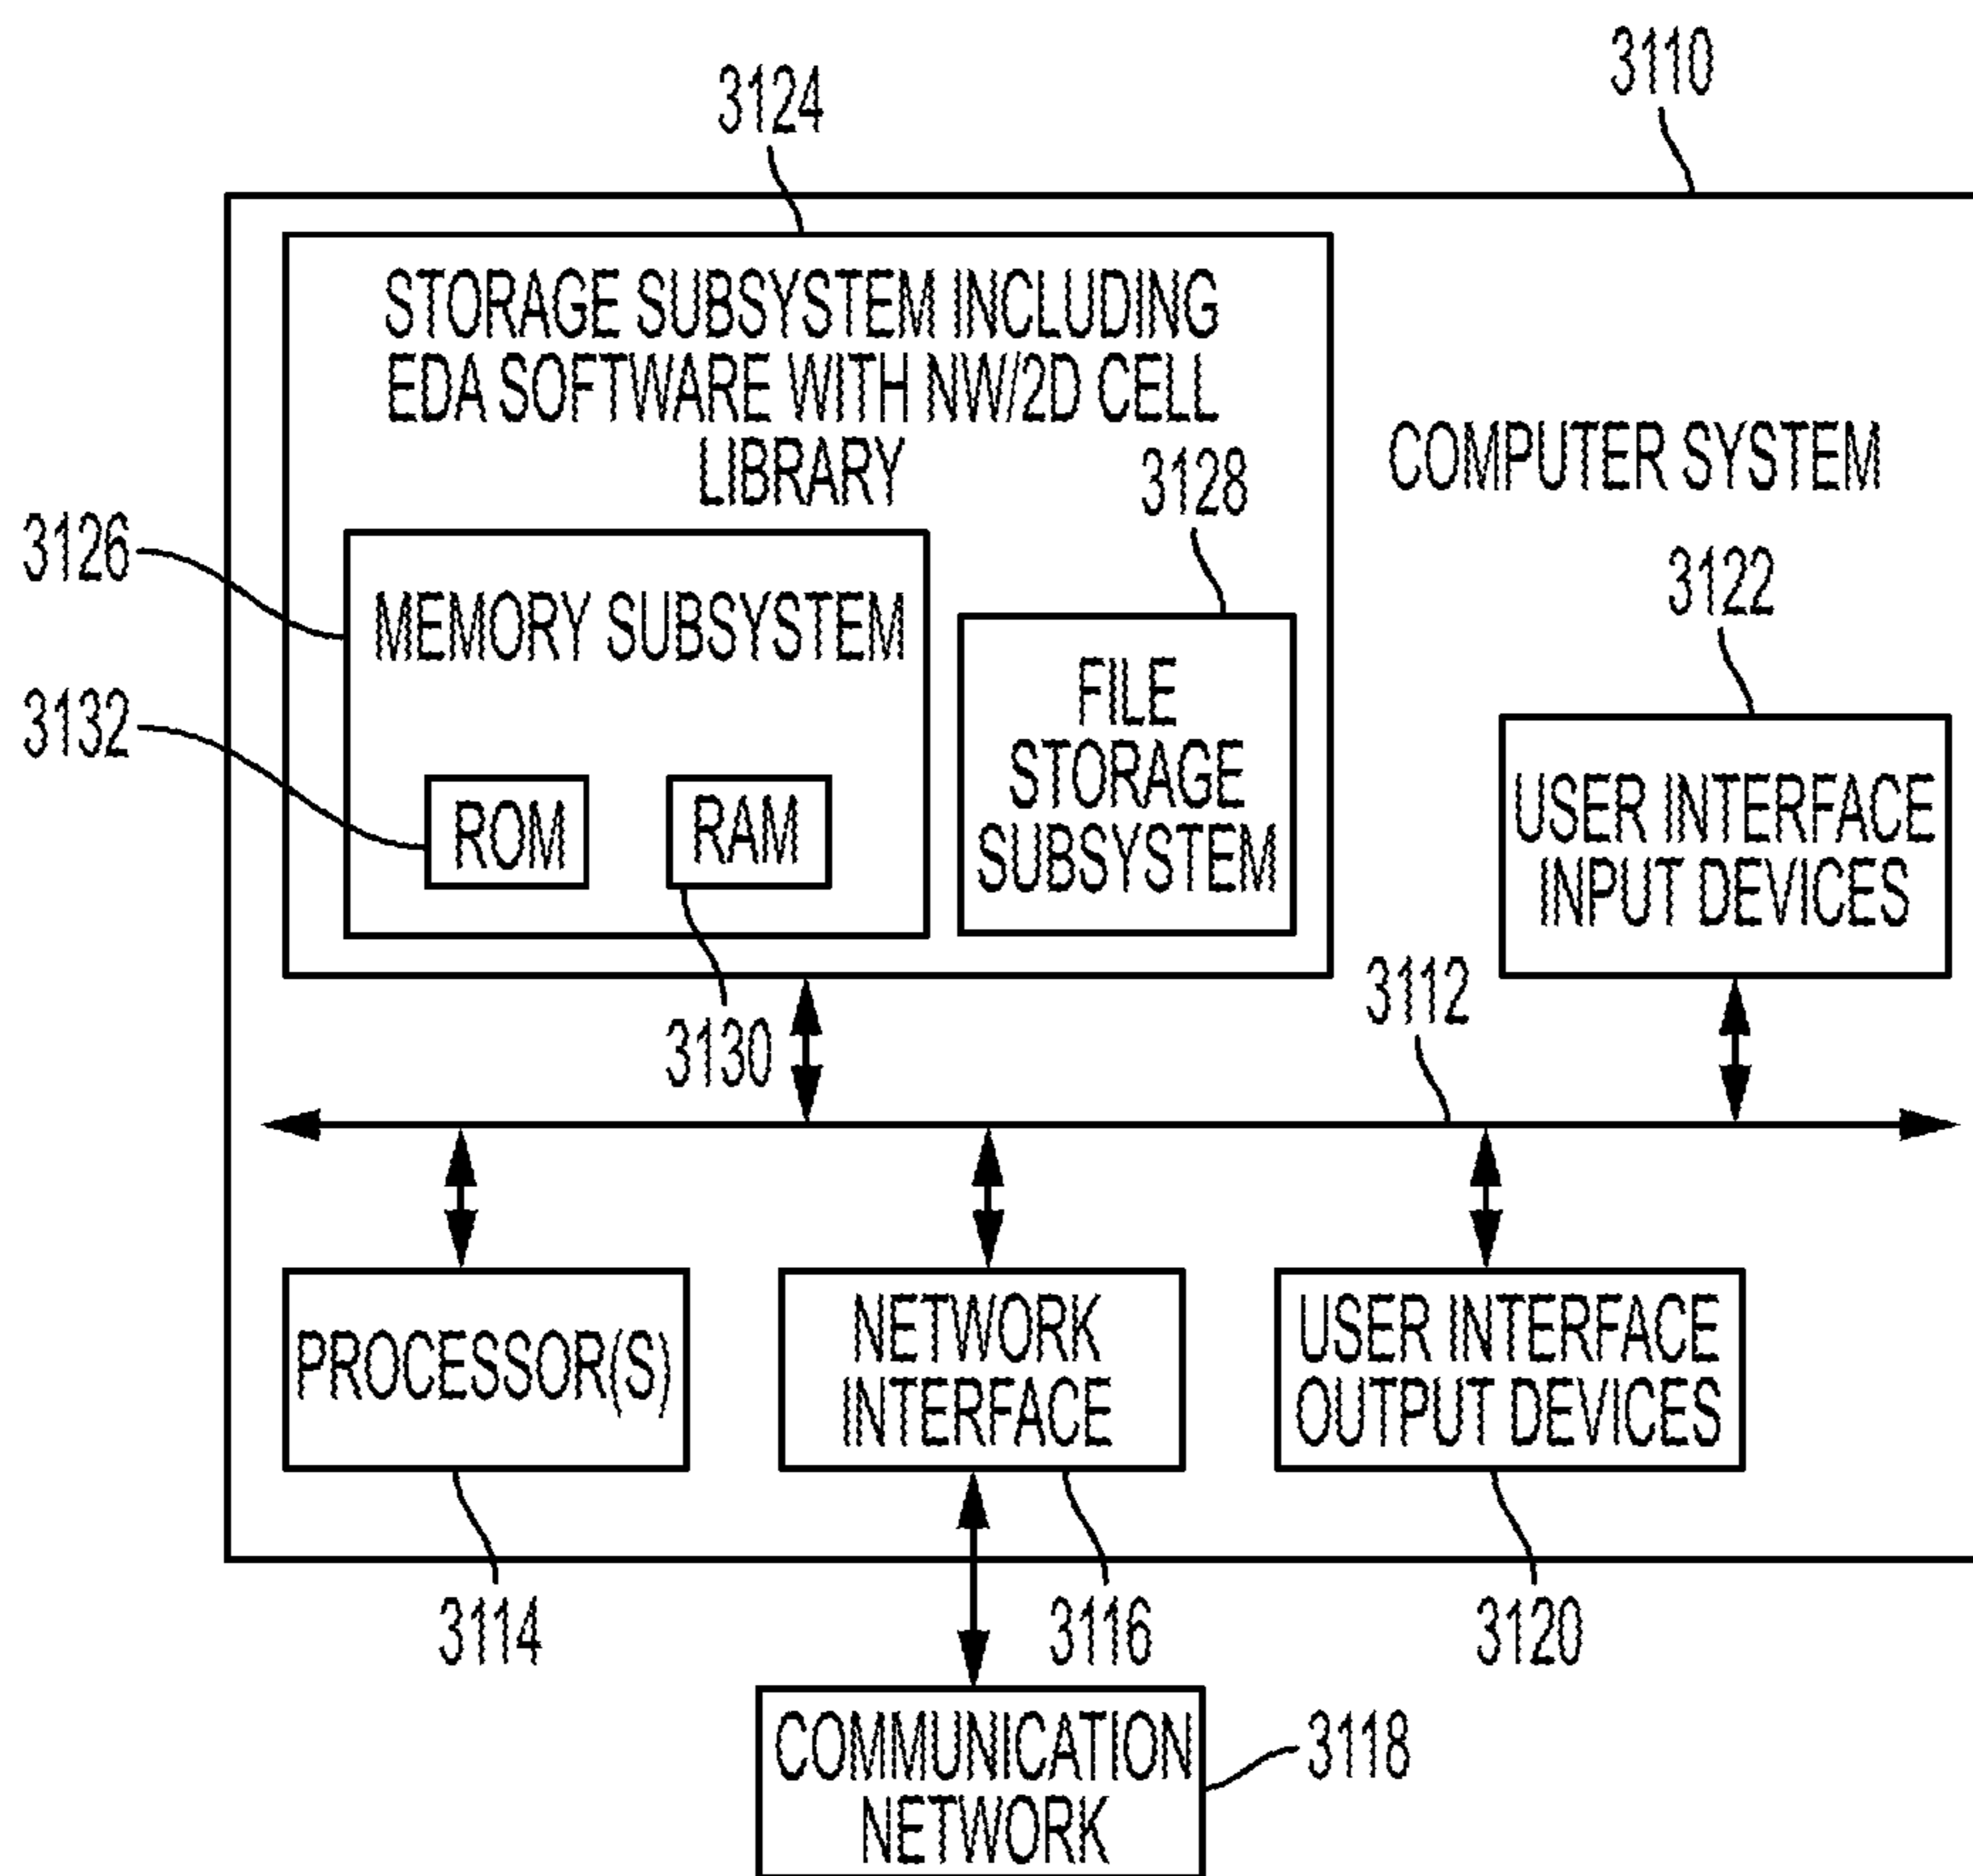 3110
3124
STORAGE SUBSYSTEM INCLUDING
EDA SOFTWARE WITH NW/2D CELL
LIBRARY
COMPUTER SYSTEM
3128
3126
3122
MEMORY SUBSYSTEM
FILE
STORAGE
SUBSYSTEM
3132
ROM
RAM
USER INTERFACE
INPUT DEVICES
3112
3130
PROCESSOR(S)
NETWORK
INTERFACE
USER INTERFACE
OUTPUT DEVICES
3114
3116
3120
COMMUNICATION
NETWORK
3118